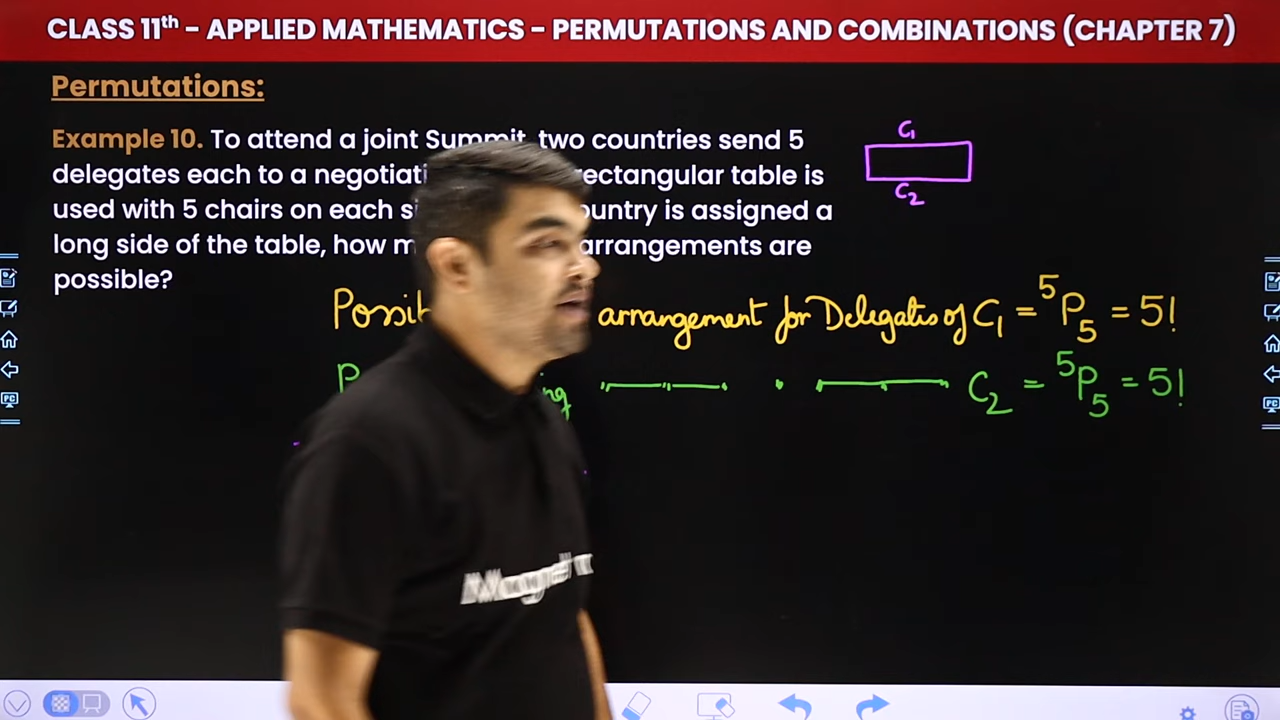 CLASS 11th - APPLIED MATHEMATICS - PERMUTATIONS AND COMBINATIONS (CHAPTER 7)
Permutations:
Example 10. To attend a joint Summit, two countries send 5
delegates each to a negotiati rectangular table is
used with 5 chairs on each s ountry is assigned a
long side of the table, how m arrangements are
possible?
C1
C2
Possib arrangement for Delegates of C1 = 5P5 = 5!
P ing C2 = 5P5 = 5!
PC
PC